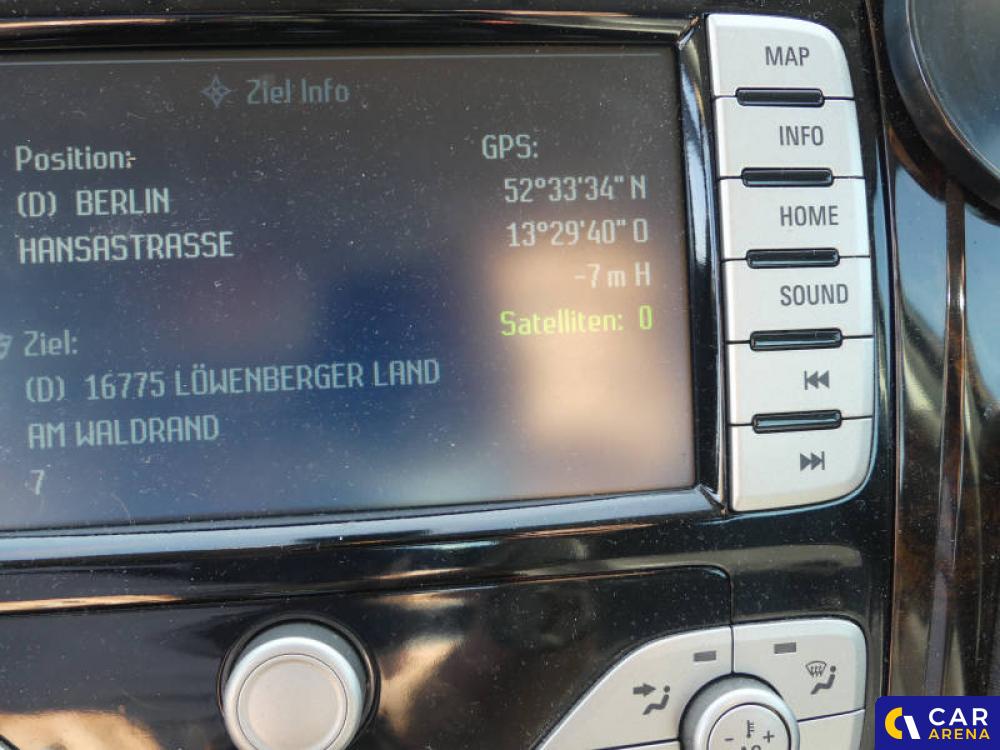 Ziel Info
Position:
(D) BERLIN
HANSASTRASSE
GPS:
52°33'34" N
13°29'40" O
-7 m H
Satelliten: 0
Ziel:
(D) 16775 LÖWENBERGER LAND
AM WALDRAND
7
MAP
INFO
HOME
SOUND
CAR
ARENA